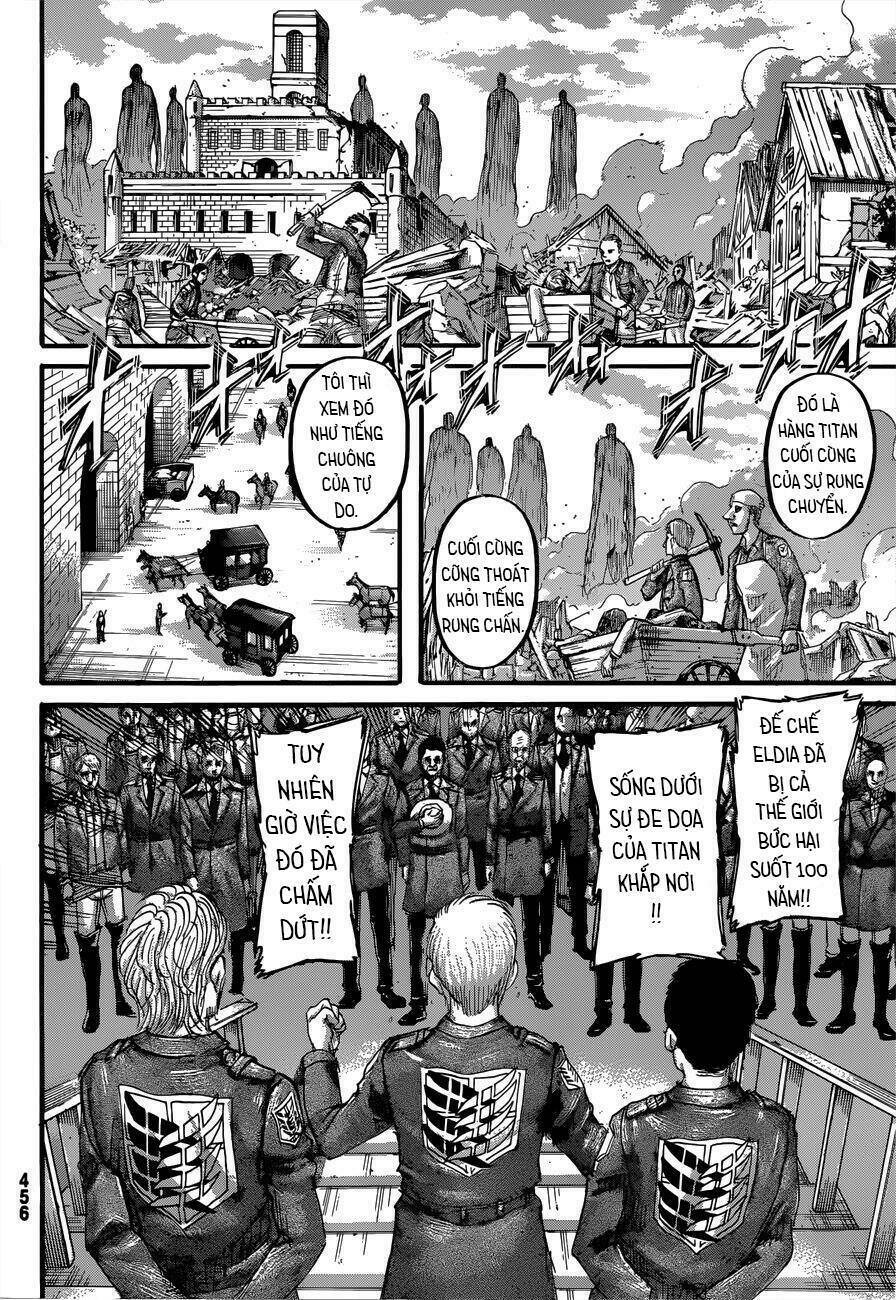 ĐÓ LÀ
HÀNG TITAN
CUỐI CÙNG
CỦA SỰ RUNG
CHUYỂN.
CUỐI CÙNG
CŨNG THOÁT
KHỎI TIẾNG
RUNG CHẤN.
TÔI THÌ
XEM ĐÓ
NHƯ TIẾNG
CHUÔNG
CỦA TỰ
DO.
ĐẾ CHẾ
ELDIA ĐÃ
BỊ CẢ
THẾ GIỚI
BỨC HẠI
SUỐT 100
NĂM!!
SỐNG DƯỚI
SỰ ĐE DỌA
CỦA TITAN
KHẮP NƠI
!!
TUY
NHIÊN
GIỜ VIỆC
ĐÓ ĐÃ
CHẤM
DỨT!!
456